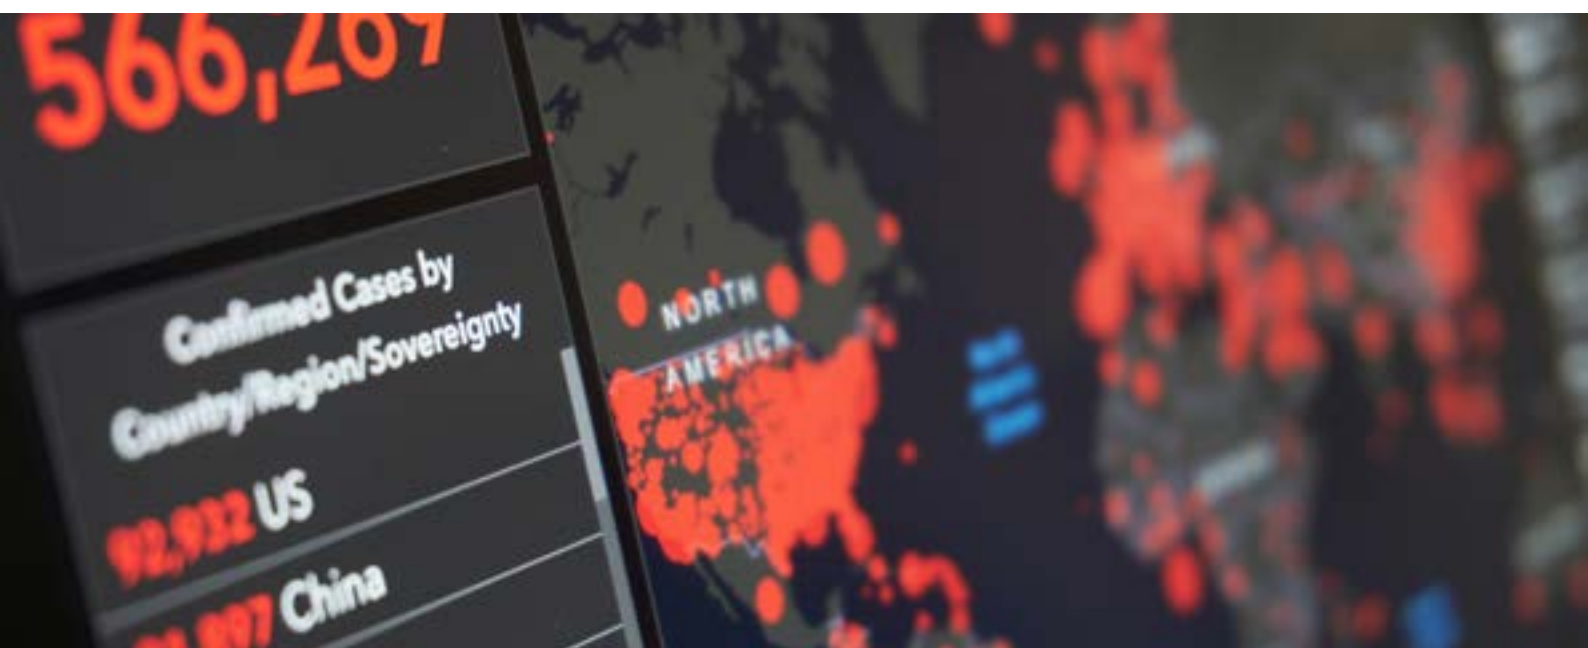 566,269
Confirmed Cases by
Country/Region/Sovereignty
92,932 US
China
NORTH
AMERICA